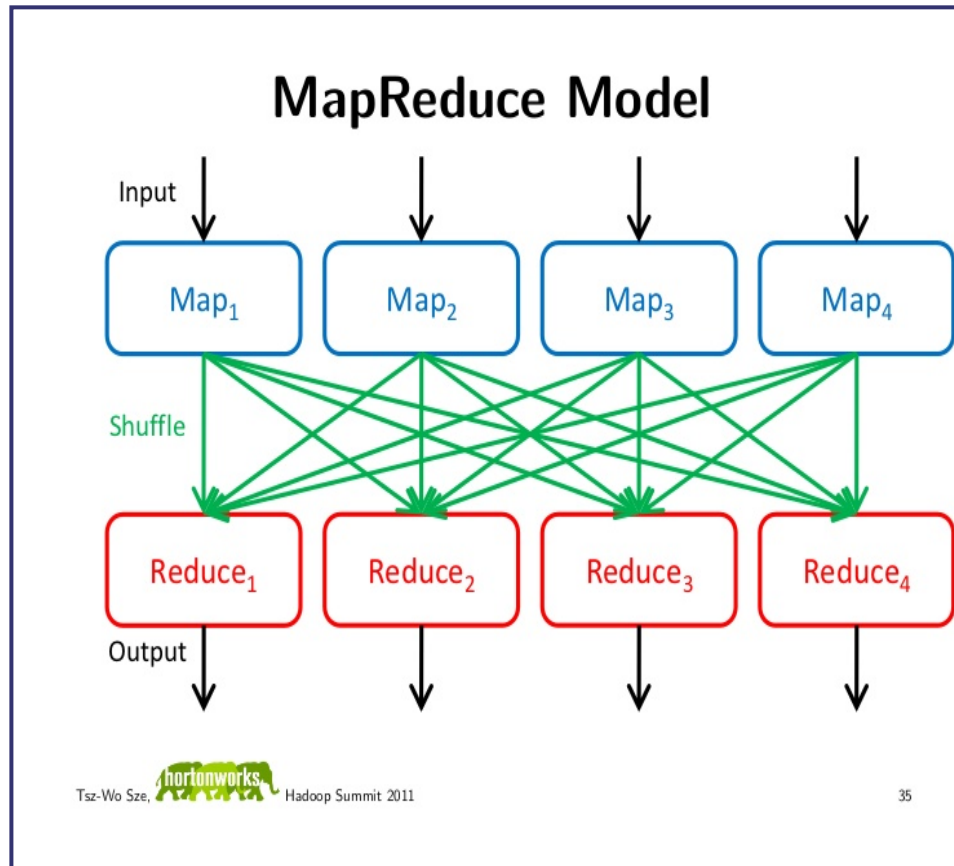 MapReduce Model
Input
Map₁ Map₂ Map₃ Map₄
Shuffle
Reduce₁ Reduce₂ Reduce₃ Reduce₄
Output
Tsz-Wo Sze, hortonworks Hadoop Summit 2011 35